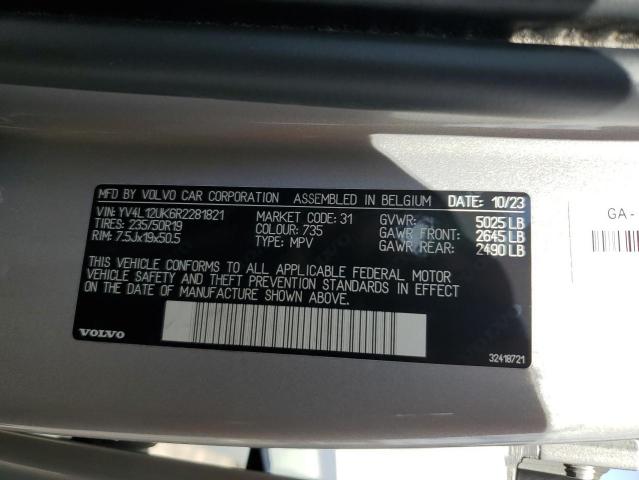 MFD BY VOLVO CAR CORPORATION ASSEMBLED IN BELGIUM DATE: 10/23
VIN: YV4L12UK6R2281821 MARKET CODE: 31 GVWR: 5025 LB
TIRES: 235/50R19 COLOUR: 735 GAWR FRONT: 2645 LB
RIM: 7.5Jx19x50.5 TYPE: MPV GAWR REAR: 2490 LB
THIS VEHICLE CONFORMS TO ALL APPLICABLE FEDERAL MOTOR
VEHICLE SAFETY AND THEFT PREVENTION STANDARDS IN EFFECT
ON THE DATE OF MANUFACTURE SHOWN ABOVE.
VOLVO
32418721
GA-